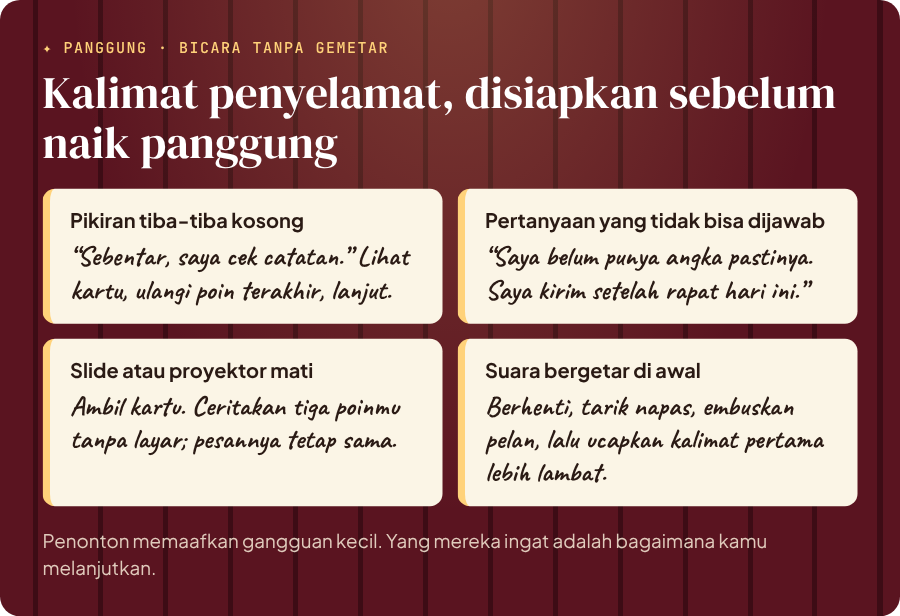 ✦ PANGGUNG · BICARA TANPA GEMETAR
Kalimat penyelamat, disiapkan sebelum
naik panggung
Pikiran tiba-tiba kosong
“Sebentar, saya cek catatan.” Lihat
kartu, ulangi poin terakhir, lanjut.
Pertanyaan yang tidak bisa dijawab
“Saya belum punya angka pastinya.
Saya kirim setelah rapat hari ini.”
Slide atau proyektor mati
Ambil kartu. Ceritakan tiga poinmu
tanpa layar; pesannya tetap sama.
Suara bergetar di awal
Berhenti, tarik napas, embuskan
pelan, lalu ucapkan kalimat pertama
lebih lambat.
Penonton memaafkan gangguan kecil. Yang mereka ingat adalah bagaimana kamu
melanjutkan.